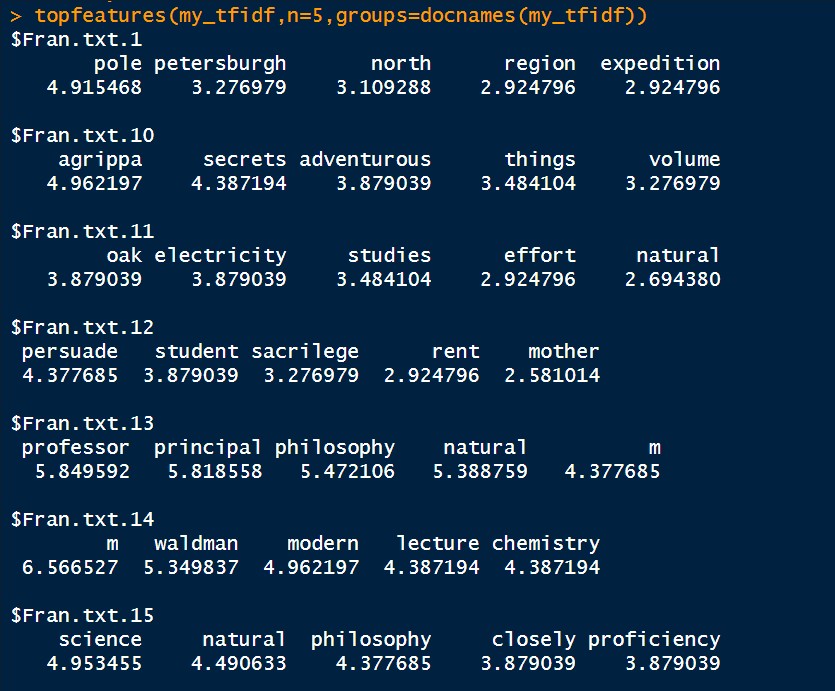 > topfeatures(my_tfidf,n=5,groups=docnames(my_tfidf))
$Fran.txt.1
pole petersburgh north region expedition
4.915468 3.276979 3.109288 2.924796 2.924796
$Fran.txt.10
agrippa secrets adventurous things volume
4.962197 4.387194 3.879039 3.484104 3.276979
$Fran.txt.11
oak electricity studies effort natural
3.879039 3.879039 3.484104 2.924796 2.694380
$Fran.txt.12
persuade student sacrilege rent mother
4.377685 3.879039 3.276979 2.924796 2.581014
$Fran.txt.13
professor principal philosophy natural m
5.849592 5.818558 5.472106 5.388759 4.377685
$Fran.txt.14
m waldman modern lecture chemistry
6.566527 5.349837 4.962197 4.387194 4.387194
$Fran.txt.15
science natural philosophy closely proficiency
4.953455 4.490633 4.377685 3.879039 3.879039